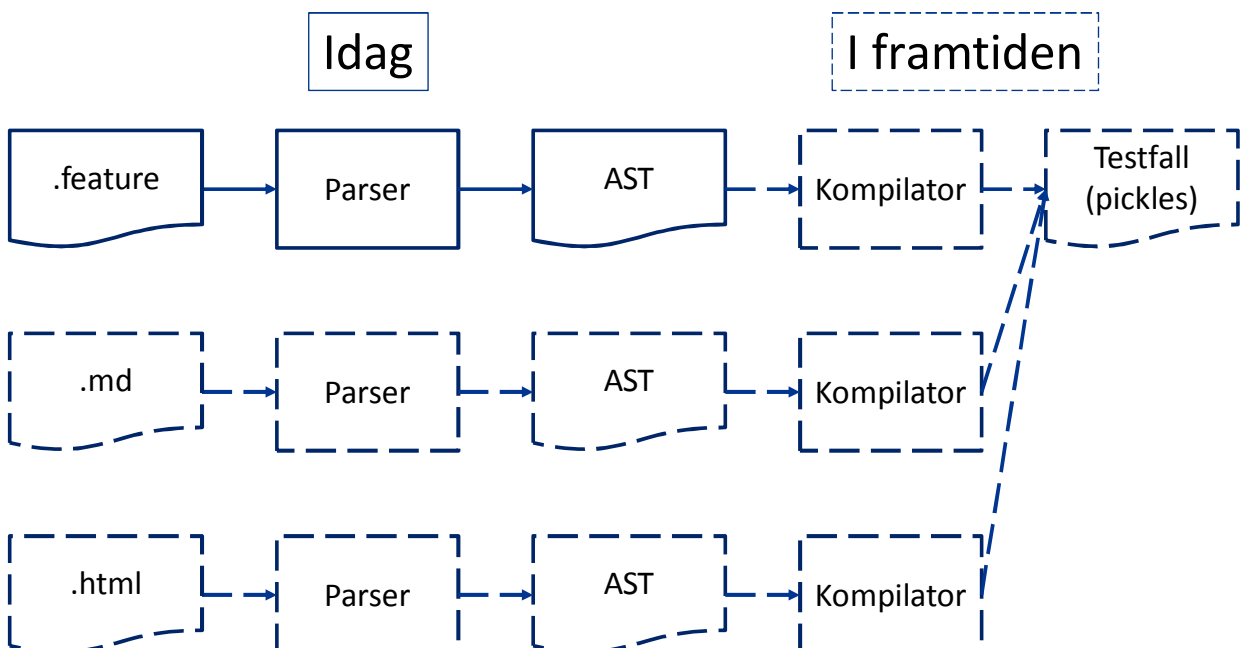 Idag
I framtiden
.feature
Parser
AST
Kompilator
Testfall
(pickles)
.md
Parser
AST
Kompilator
.html
Parser
AST
Kompilator